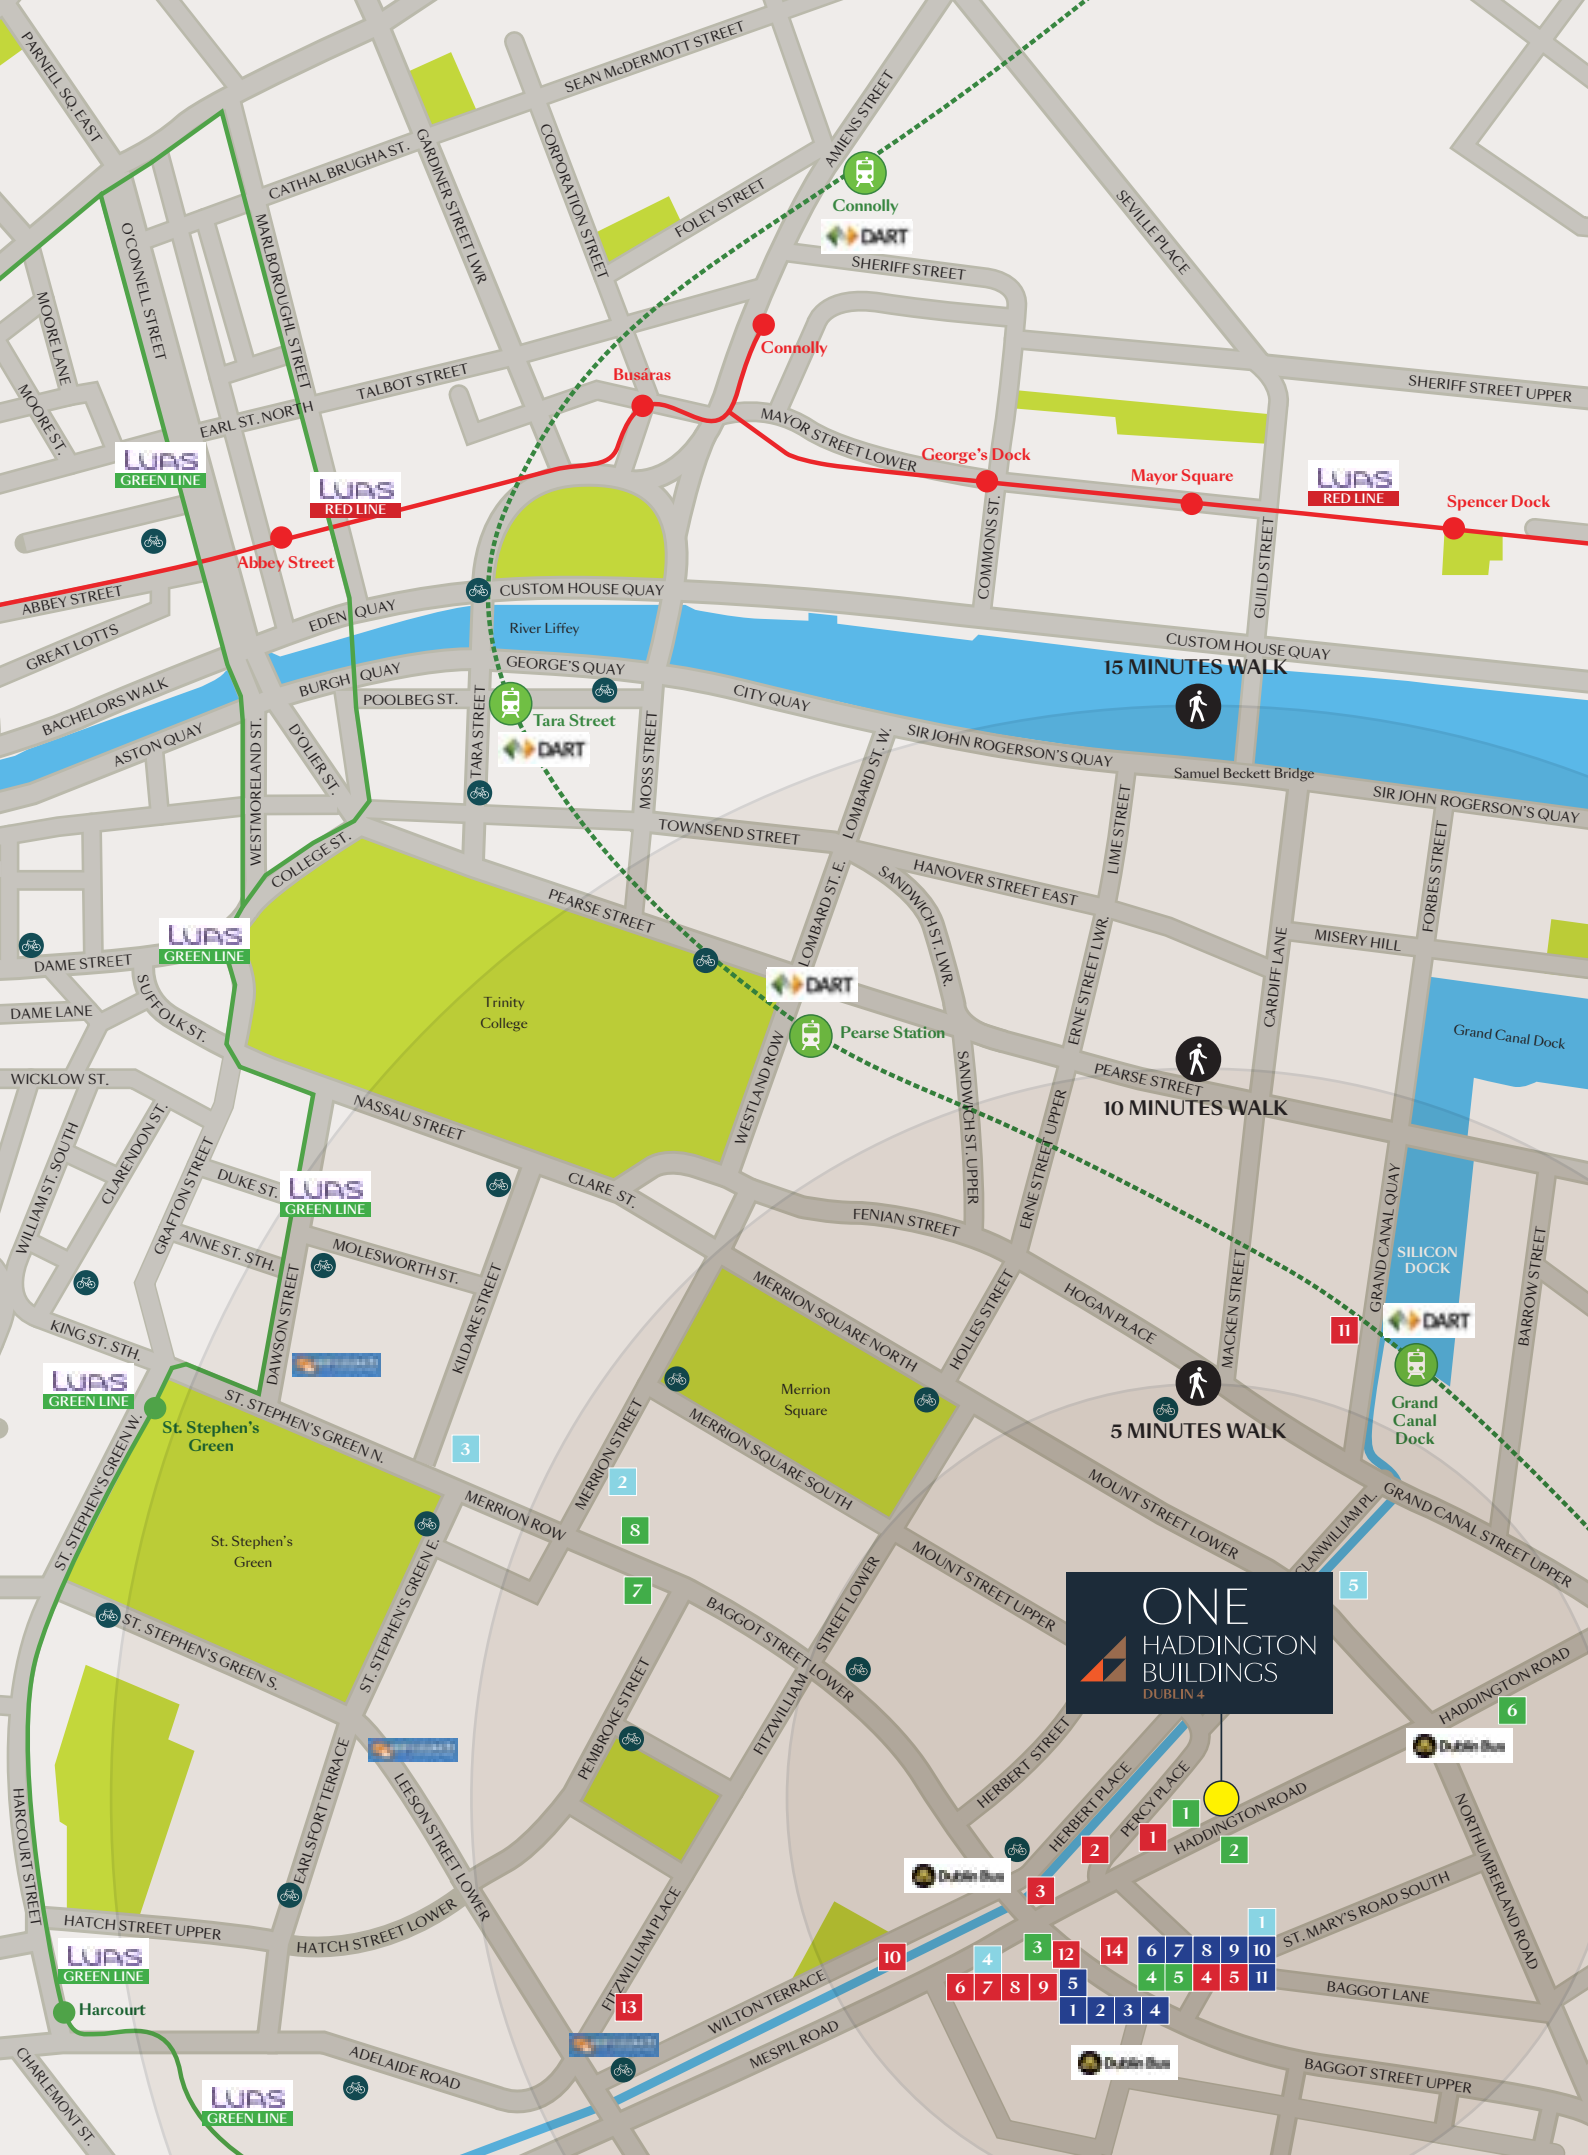 PARNELL SQ. EAST
SEAN McDERMOTT STREET
AMIENS STREET
CATHAL BRUGHA ST.
GARDINER STREET LWR
CORPORATION STREET
FOLEY STREET
Connolly
DART
SEVILLE PLACE
O'CONNELL STREET
MARLBOROUGHL STREET
SHERIFF STREET
MOORE LANE
MOORE ST.
Connolly
Busáras
TALBOT STREET
EARL ST. NORTH
SHERIFF STREET UPPER
MAYOR STREET LOWER
George's Dock
Mayor Square
LUAS
GREEN LINE
LUAS
RED LINE
LUAS
RED LINE
Spencer Dock
Abbey Street
COMMONS ST.
GUILD STREET
ABBEY STREET
CUSTOM HOUSE QUAY
EDEN QUAY
GREAT LOTTS
River Liffey
CUSTOM HOUSE QUAY
15 MINUTES WALK
BACHELORS WALK
BURGH QUAY
GEORGE'S QUAY
POOLBEG ST.
CITY QUAY
Tara Street
DART
ASTON QUAY
WESTMORELAND ST.
D'OLIER ST.
TARA STREET
MOSS STREET
LOMBARD ST. W.
SIR JOHN ROGERSON'S QUAY
Samuel Beckett Bridge
SIR JOHN ROGERSON'S QUAY
TOWNSEND STREET
LIME STREET
COLLEGE ST.
HANOVER STREET EAST
FORBES STREET
PEARSE STREET
LOMBARD ST. E.
SANDWICH ST. LWR.
ERNE STREET LWR.
CARDIFF LANE
MISERY HILL
LUAS
GREEN LINE
DAME STREET
DAME LANE
SUFFOLK ST.
Trinity
College
DART
Pearse Station
Grand Canal Dock
WICKLOW ST.
NASSAU STREET
WESTLAND ROW
SANDWICH ST. UPPER
PEARSE STREET
10 MINUTES WALK
WILLIAM ST. SOUTH
CLARENDON ST.
GRAFTON STREET
DUKE ST.
LUAS
GREEN LINE
CLARE ST.
FENIAN STREET
ERNE STREET UPPER
GRAND CANAL QUAY
SILICON
DOCK
BARROW STREET
ANNE ST. STH.
MOLESWORTH ST.
DAWSON STREET
KILDARE STREET
MERRION SQUARE NORTH
HOLLES STREET
HOGAN PLACE
MACKEN STREET
11
DART
KING ST. STH.
LUAS
GREEN LINE
St. Stephen's
Green
ST. STEPHEN'S GREEN W.
ST. STEPHEN'S GREEN N.
Merrion
Square
5 MINUTES WALK
Grand
Canal
Dock
MERRION STREET
MERRION SQUARE SOUTH
3
2
8
7
MERRION ROW
MOUNT STREET LOWER
GRAND CANAL STREET UPPER
CLANWILLIAM PL.
5
St. Stephen's
Green
ST. STEPHEN'S GREEN E.
MOUNT STREET UPPER
BAGGOT STREET LOWER
FITZWILLIAM STREET LOWER
ONE
HADDINGTON
BUILDINGS
DUBLIN 4
ST. STEPHEN'S GREEN S.
PEMBROKE STREET
HADDINGTON ROAD
6
Dublin Bus
HERBERT STREET
HERBERT PLACE
PERCY PLACE
HADDINGTON ROAD
1
2
1
2
NORTHUMBERLAND ROAD
EARLSFORT TERRACE
LEESON STREET LOWER
HARCOURT STREET
Dublin Bus
3
HATCH STREET UPPER
HATCH STREET LOWER
FITZWILLIAM PLACE
ST. MARY'S ROAD SOUTH
LUAS
GREEN LINE
Harcourt
10
4
3
12
14
1
6 7 8 9 10
6 7 8 9
5
4 5 4 5 11
1 2 3 4
BAGGOT LANE
13
WILTON TERRACE
MESPIL ROAD
Dublin Bus
BAGGOT STREET UPPER
ADELAIDE ROAD
CHARLEMONT ST.
LUAS
GREEN LINE